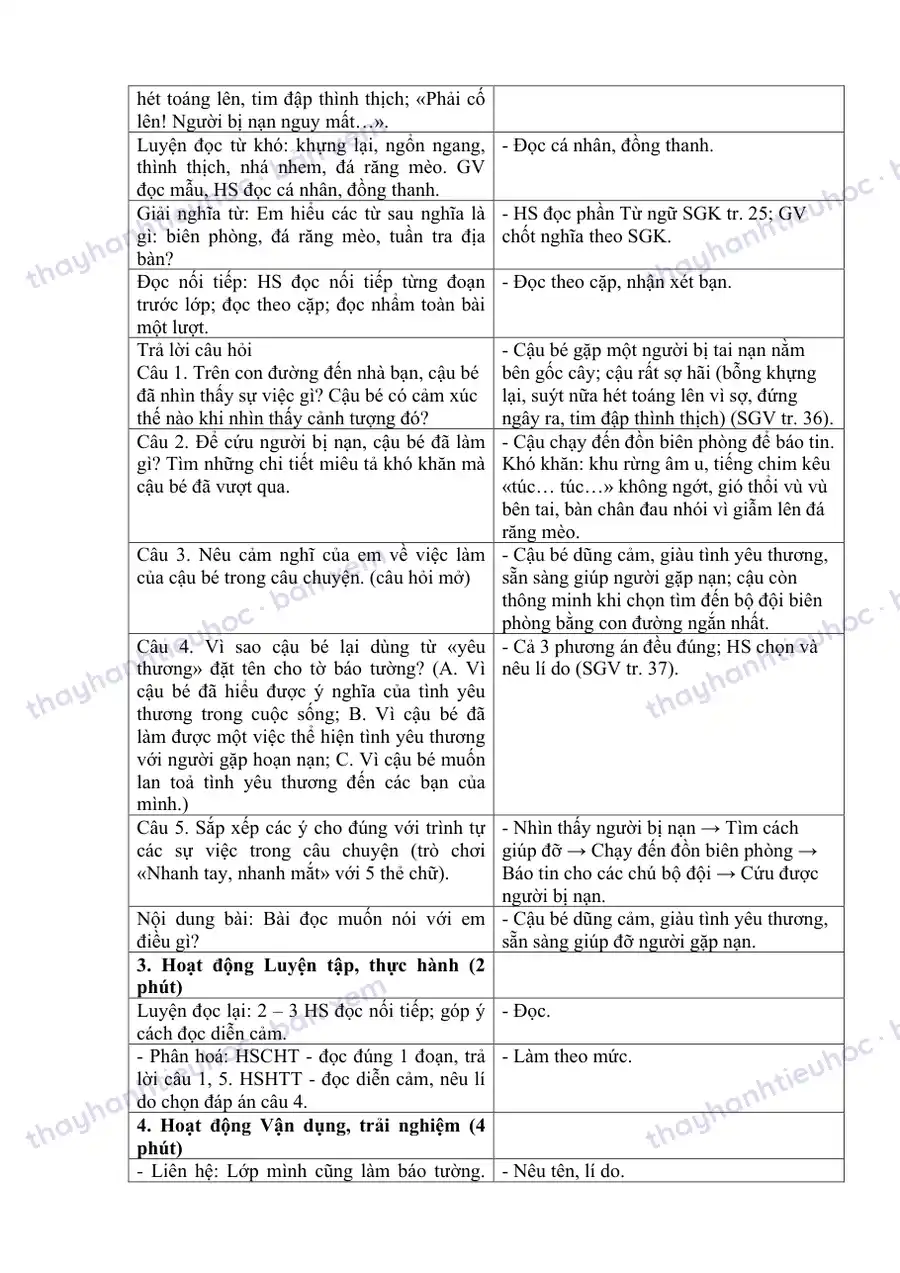 hét toáng lên, tim đập thình thịch; «Phải cố
lên! Người bị nạn nguy mất…».
Luyện đọc từ khó: khựng lại, ngổn ngang,
thình thịch, nhá nhem, đá răng mèo. GV
đọc mẫu, HS đọc cá nhân, đồng thanh.
- Đọc cá nhân, đồng thanh.
Giải nghĩa từ: Em hiểu các từ sau nghĩa là
gì: biên phòng, đá răng mèo, tuần tra địa
bàn?
- HS đọc phần Từ ngữ SGK tr. 25; GV
chốt nghĩa theo SGK.
Đọc nối tiếp: HS đọc nối tiếp từng đoạn
trước lớp; đọc theo cặp; đọc nhẩm toàn bài
một lượt.
- Đọc theo cặp, nhận xét bạn.
Trả lời câu hỏi
Câu 1. Trên con đường đến nhà bạn, cậu bé
đã nhìn thấy sự việc gì? Cậu bé có cảm xúc
thế nào khi nhìn thấy cảnh tượng đó?
- Cậu bé gặp một người bị tai nạn nằm
bên gốc cây; cậu rất sợ hãi (bỗng khựng
lại, suýt nữa hét toáng lên vì sợ, đứng
ngây ra, tim đập thình thịch) (SGV tr. 36).
Câu 2. Để cứu người bị nạn, cậu bé đã làm
gì? Tìm những chi tiết miêu tả khó khăn mà
cậu bé đã vượt qua.
- Cậu chạy đến đồn biên phòng để báo tin.
Khó khăn: khu rừng âm u, tiếng chim kêu
«túc… túc…» không ngớt, gió thổi vù vù
bên tai, bàn chân đau nhói vì giẫm lên đá
răng mèo.
Câu 3. Nêu cảm nghĩ của em về việc làm
của cậu bé trong câu chuyện. (câu hỏi mở)
- Cậu bé dũng cảm, giàu tình yêu thương,
sẵn sàng giúp người gặp nạn; cậu còn
thông minh khi chọn tìm đến bộ đội biên
phòng bằng con đường ngắn nhất.
Câu 4. Vì sao cậu bé lại dùng từ «yêu
thương» đặt tên cho tờ báo tường? (A. Vì
cậu bé đã hiểu được ý nghĩa của tình yêu
thương trong cuộc sống; B. Vì cậu bé đã
làm được một việc thể hiện tình yêu thương
với người gặp hoạn nạn; C. Vì cậu bé muốn
lan toả tình yêu thương đến các bạn của
mình.)
- Cả 3 phương án đều đúng; HS chọn và
nêu lí do (SGV tr. 37).
Câu 5. Sắp xếp các ý cho đúng với trình tự
các sự việc trong câu chuyện (trò chơi
«Nhanh tay, nhanh mắt» với 5 thẻ chữ).
- Nhìn thấy người bị nạn → Tìm cách
giúp đỡ → Chạy đến đồn biên phòng →
Báo tin cho các chú bộ đội → Cứu được
người bị nạn.
Nội dung bài: Bài đọc muốn nói với em
điều gì?
- Cậu bé dũng cảm, giàu tình yêu thương,
sẵn sàng giúp đỡ người gặp nạn.
3. Hoạt động Luyện tập, thực hành (2
phút)
Luyện đọc lại: 2 – 3 HS đọc nối tiếp; góp ý
cách đọc diễn cảm.
- Đọc.
- Phân hoá: HSCHT - đọc đúng 1 đoạn, trả
lời câu 1, 5. HSHTT - đọc diễn cảm, nêu lí
do chọn đáp án câu 4.
- Làm theo mức.
4. Hoạt động Vận dụng, trải nghiệm (4
phút)
- Liên hệ: Lớp mình cũng làm báo tường.
- Nêu tên, lí do.
thayhanhtieuhoc · bản xem
thayhanhtieuhoc · b
thayhanhtieuhoc · bản xem
thayhanhtieuhoc · b
thayhanhtieuhoc · bản xem
thayhanhtieuhoc · b